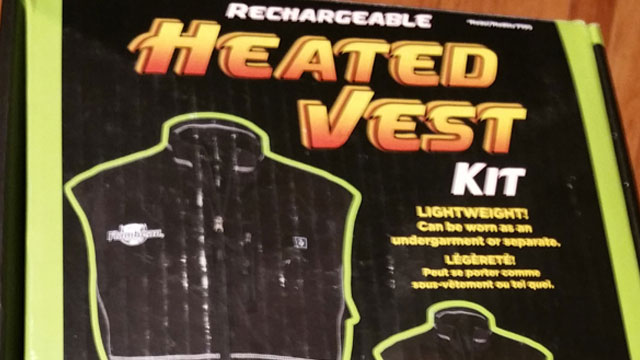 RECHARGEABLE
HEATED
VEST
KIT
LIGHTWEIGHT!
Can be worn as an
undergarment or separate.
LÉGÈRETÉ!
Peut se porter comme
sous-vêtement ou tel quel.
Flambeau